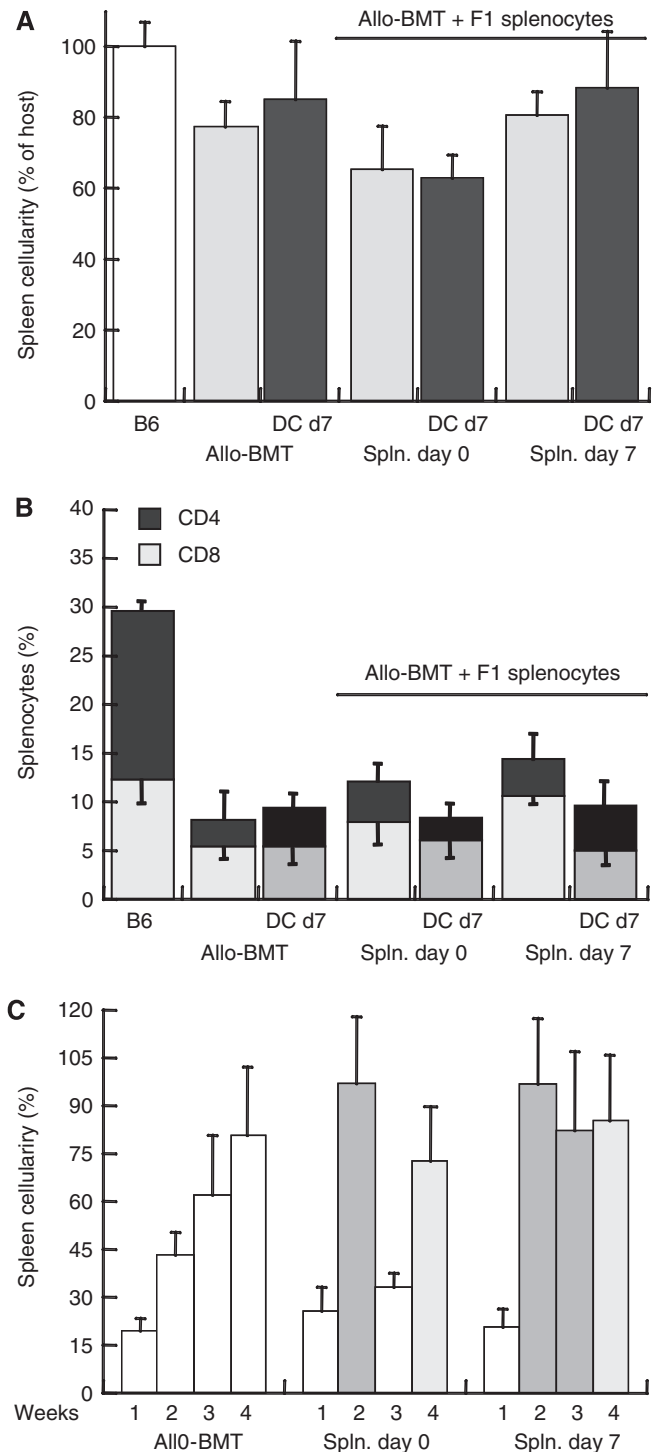 A
Allo-BMT + F1 splenocytes
Spleen cellularity (% of host)
100
80
60
40
20
0
B6
DC d7
DC d7
DC d7
Allo-BMT
Spln. day 0
Spln. day 7
B
CD4
CD8
Allo-BMT + F1 splenocytes
Splenocytes (%)
40
35
30
25
20
15
10
5
0
B6
DC d7
DC d7
DC d7
Allo-BMT
Spln. day 0
Spln. day 7
C
Spleen cellulariry (%)
120
105
90
75
60
45
30
15
0
Weeks 1 2 3 4 1 2 3 4 1 2 3 4
All0-BMT
Spln. day 0
Spln. day 7